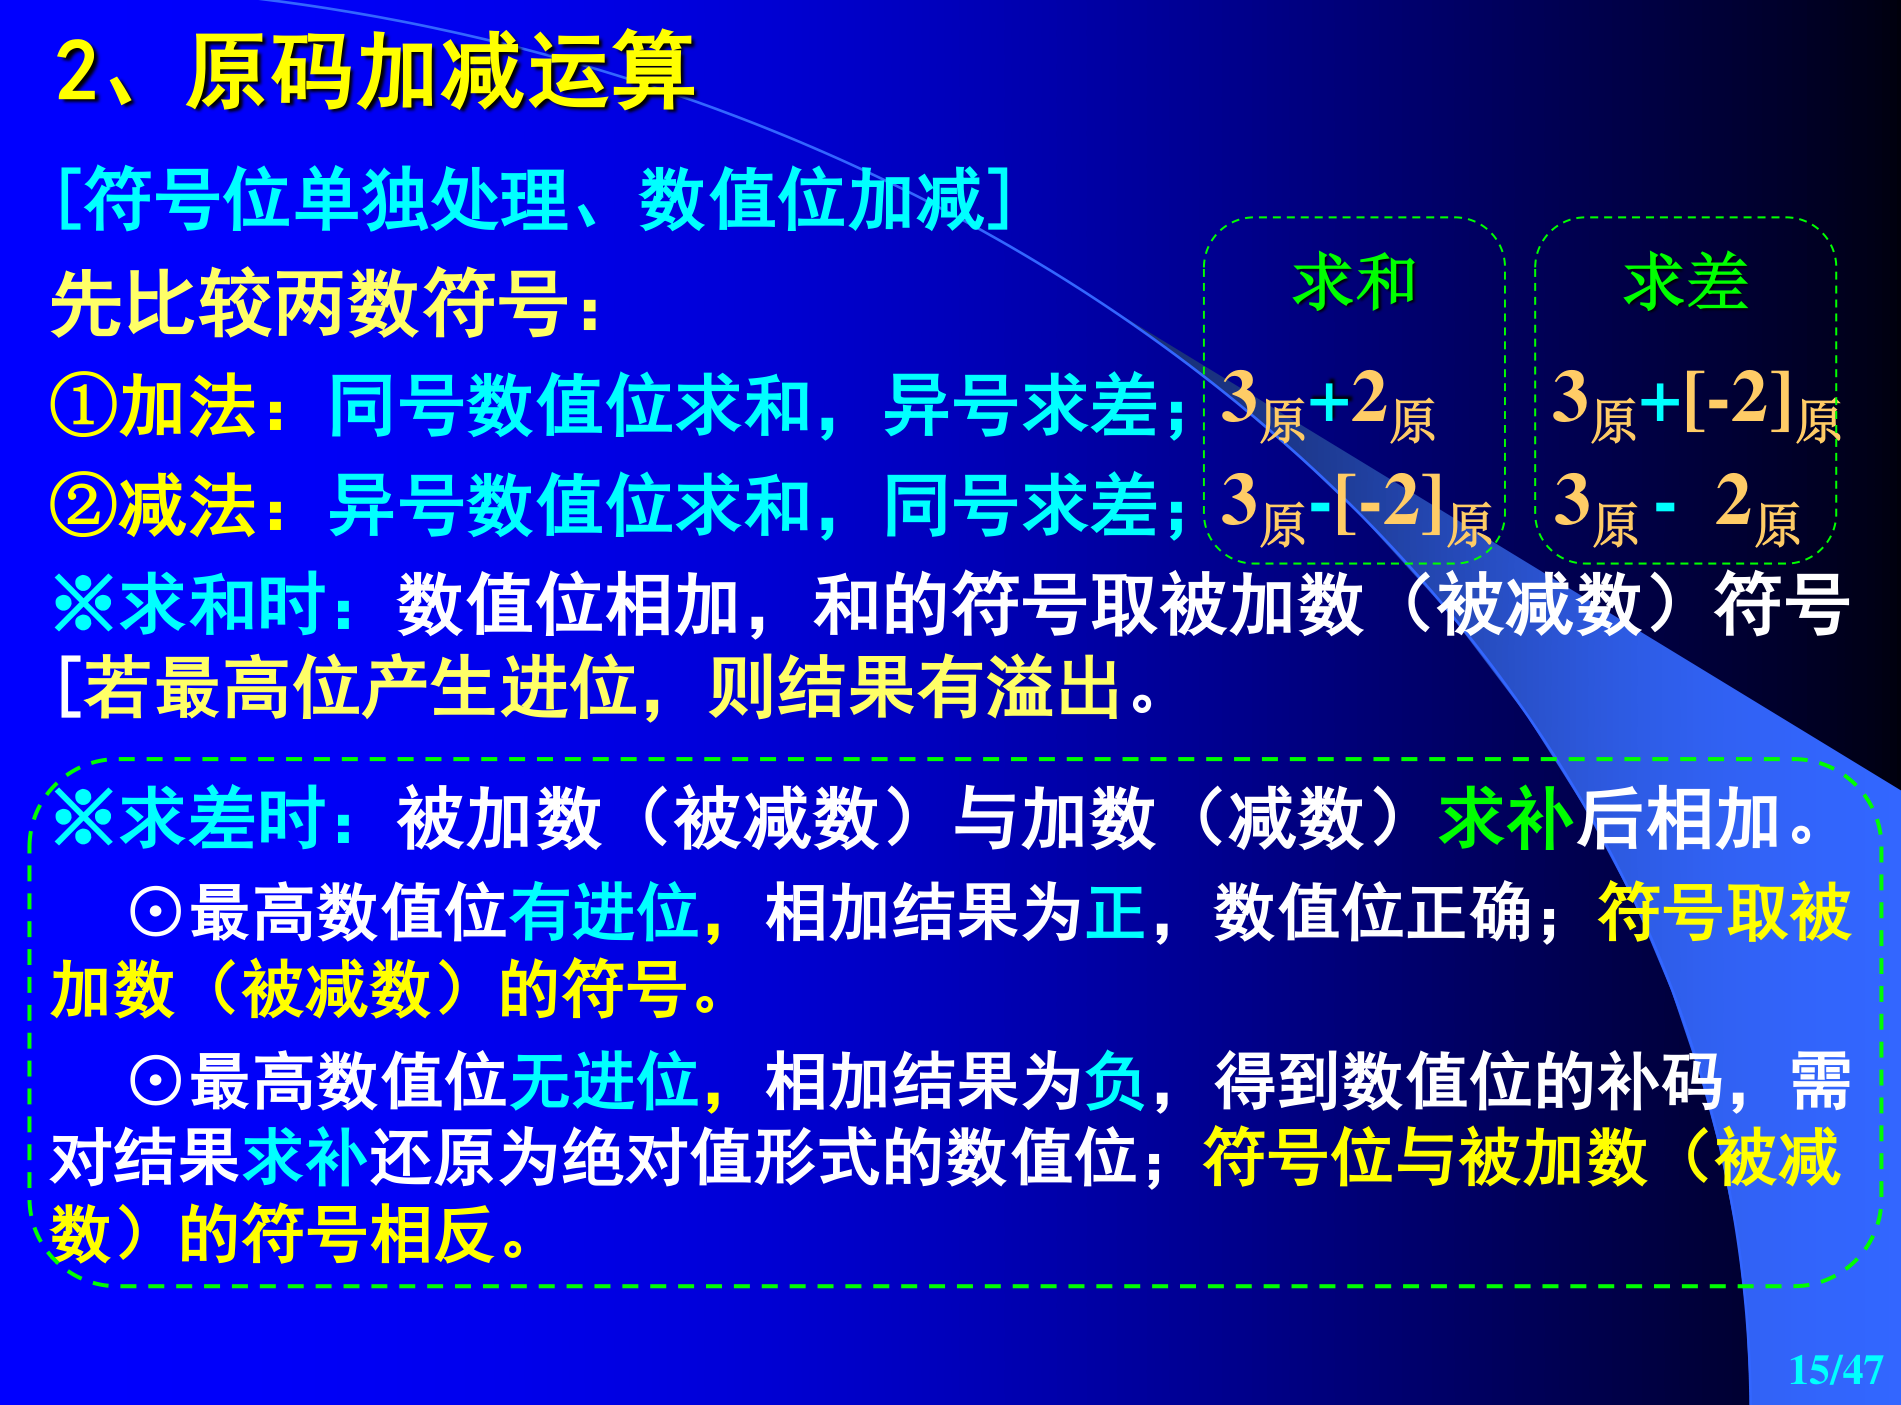 2、原码加减运算
[符号位单独处理、数值位加减]
先比较两数符号：
求和 求差
①加法：同号数值位求和，异号求差； 3原+2原 3原+[-2]原
②减法：异号数值位求和，同号求差； 3原-[-2]原 3原 - 2原
※求和时：数值位相加，和的符号取被加数（被减数）符号
[若最高位产生进位，则结果有溢出。
※求差时：被加数（被减数）与加数（减数）求补后相加。
⊙最高数值位有进位，相加结果为正，数值位正确；符号取被
加数（被减数）的符号。
⊙最高数值位无进位，相加结果为负，得到数值位的补码，需
对结果求补还原为绝对值形式的数值位；符号位与被加数（被减
数）的符号相反。
15/47